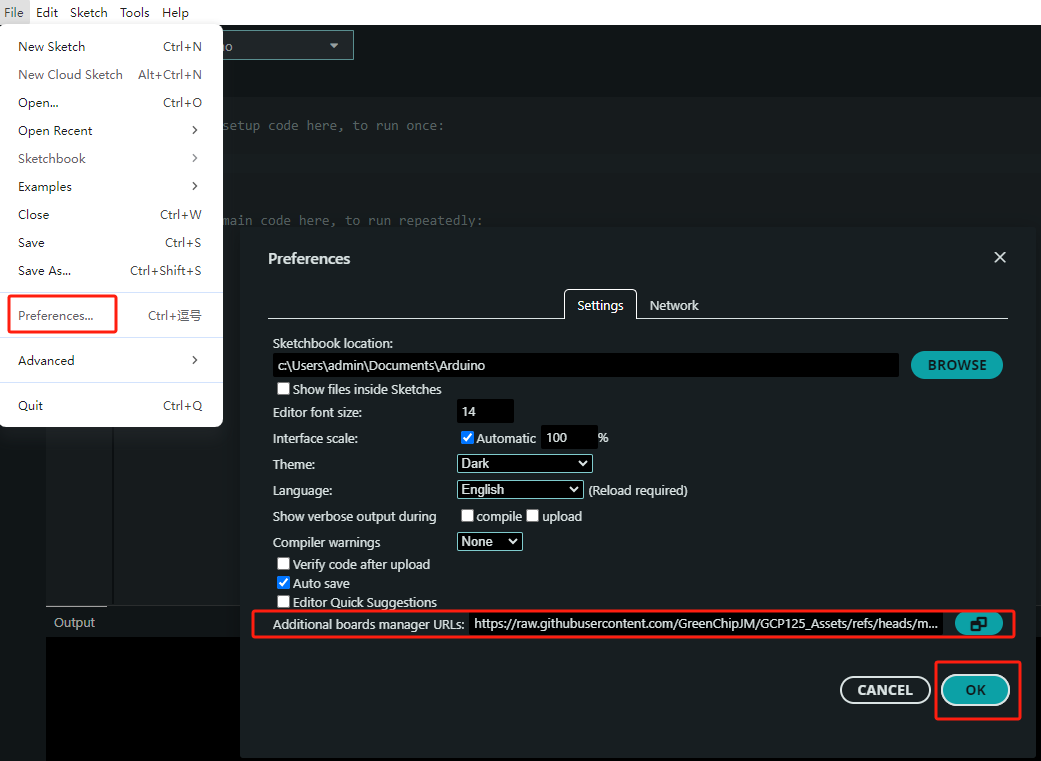 File Edit Sketch Tools Help
New Sketch Ctrl+N
New Cloud Sketch Alt+Ctrl+N
Open... Ctrl+O
Open Recent
Sketchbook
Examples
Close Ctrl+W
Save Ctrl+S
Save As... Ctrl+Shift+S
Preferences... Ctrl+逗号
Advanced
Quit Ctrl+Q
setup code here, to run once:
main code here, to run repeatedly:
Output
Preferences
Settings Network
Sketchbook location:
c:\Users\admin\Documents\Arduino BROWSE
Show files inside Sketches
Editor font size: 14
Interface scale: Automatic 100 %
Theme: Dark
Language: English (Reload required)
Show verbose output during compile upload
Compiler warnings None
Verify code after upload
Auto save
Editor Quick Suggestions
Additional boards manager URLs: https://raw.githubusercontent.com/GreenChipJM/GCP125_Assets/refs/heads/m...
CANCEL OK